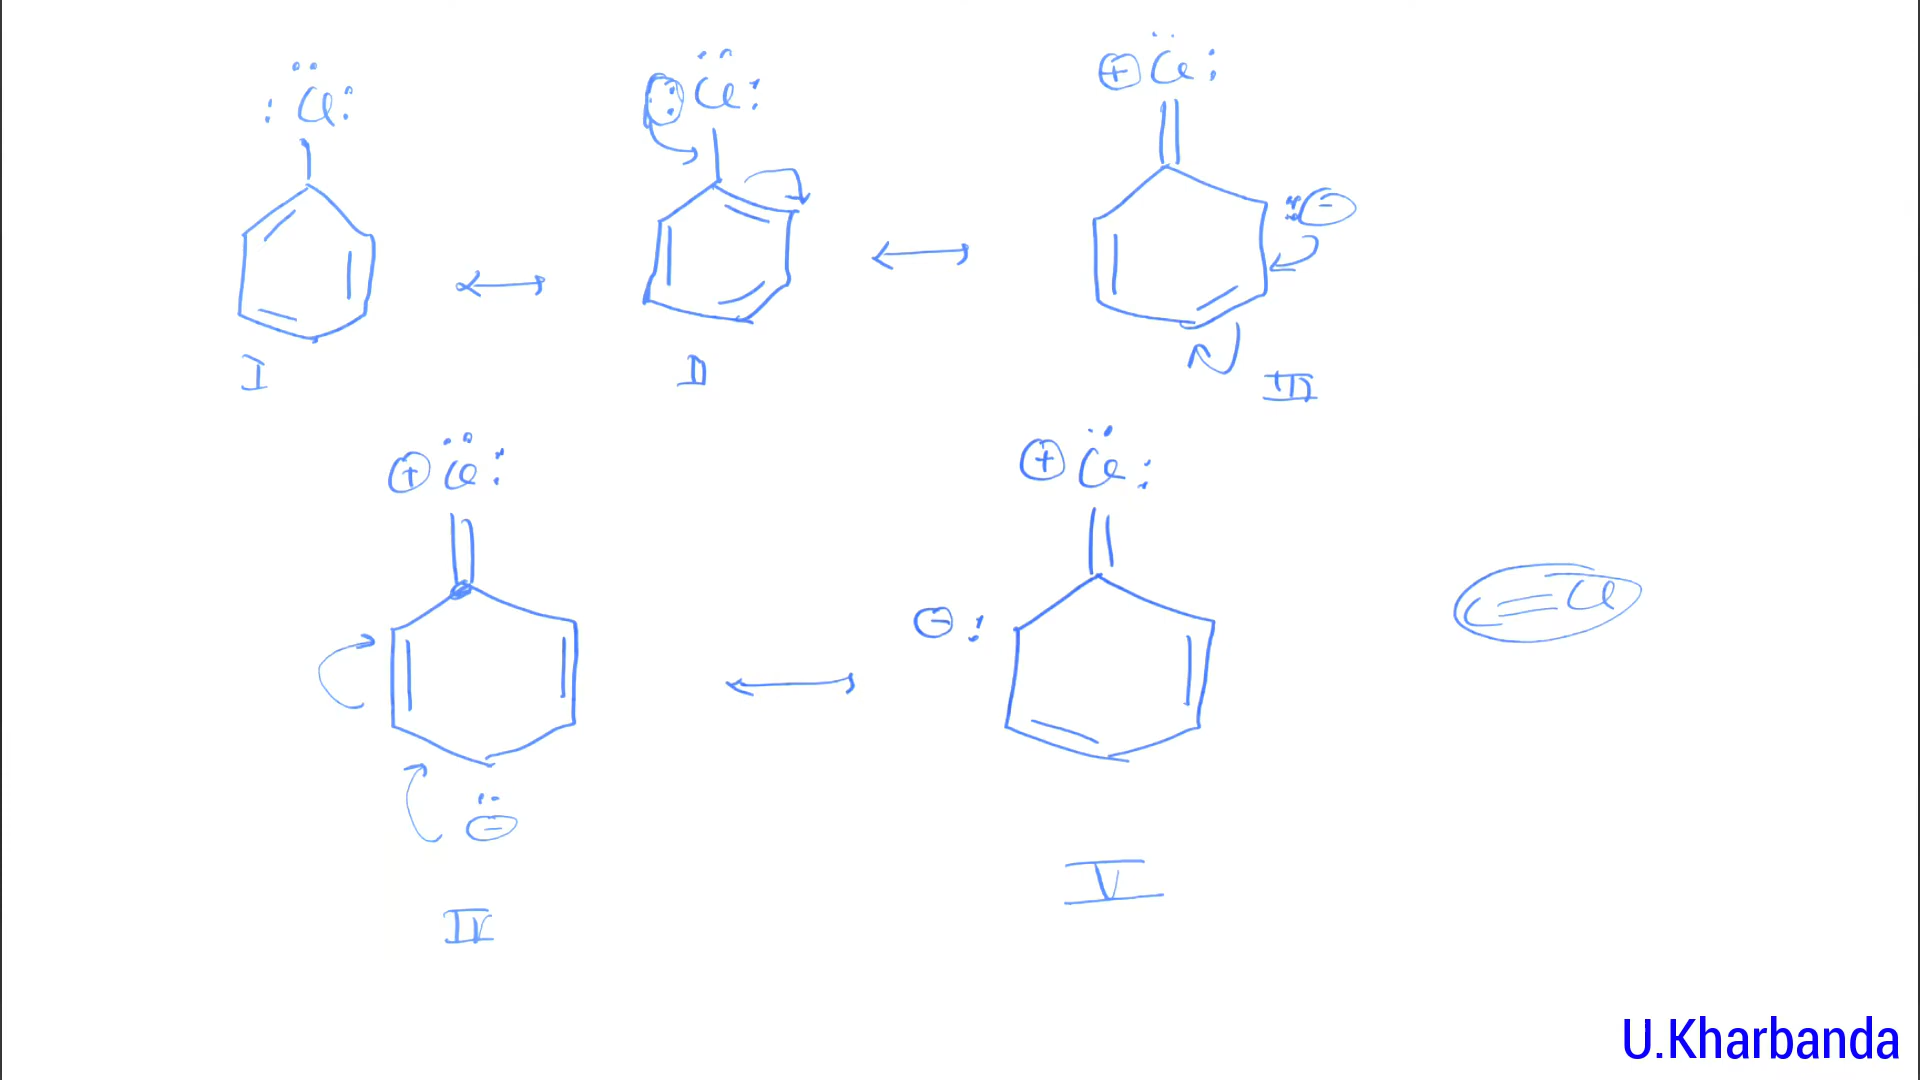 :Cl:
Cl:
⊕ Cl:
⊖
I
II
III
⊕ Cl:
⊕ Cl:
⊖ :
C=Cl
⊖
IV
V
U.Kharbanda